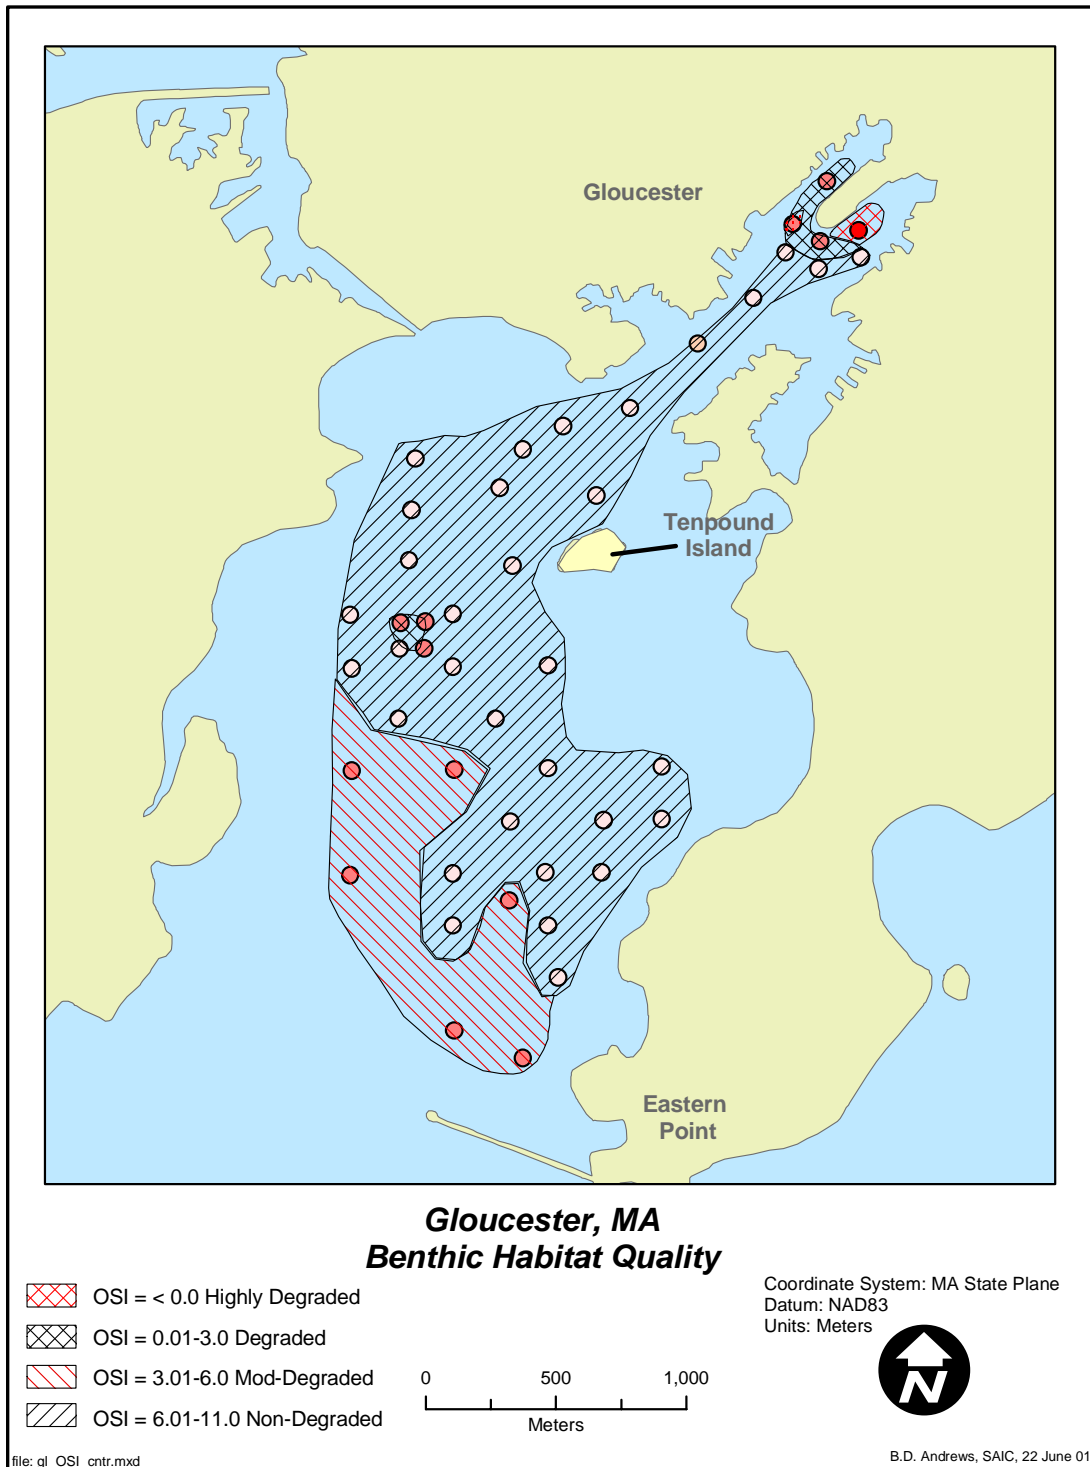 Gloucester
Tenpound
Island
Eastern
Point
Gloucester, MA
Benthic Habitat Quality
OSI = < 0.0 Highly Degraded
OSI = 0.01-3.0 Degraded
OSI = 3.01-6.0 Mod-Degraded
OSI = 6.01-11.0 Non-Degraded
0 500 1,000
Meters
Coordinate System: MA State Plane
Datum: NAD83
Units: Meters
N
file: gl_OSI_cntr.mxd
B.D. Andrews, SAIC, 22 June 01